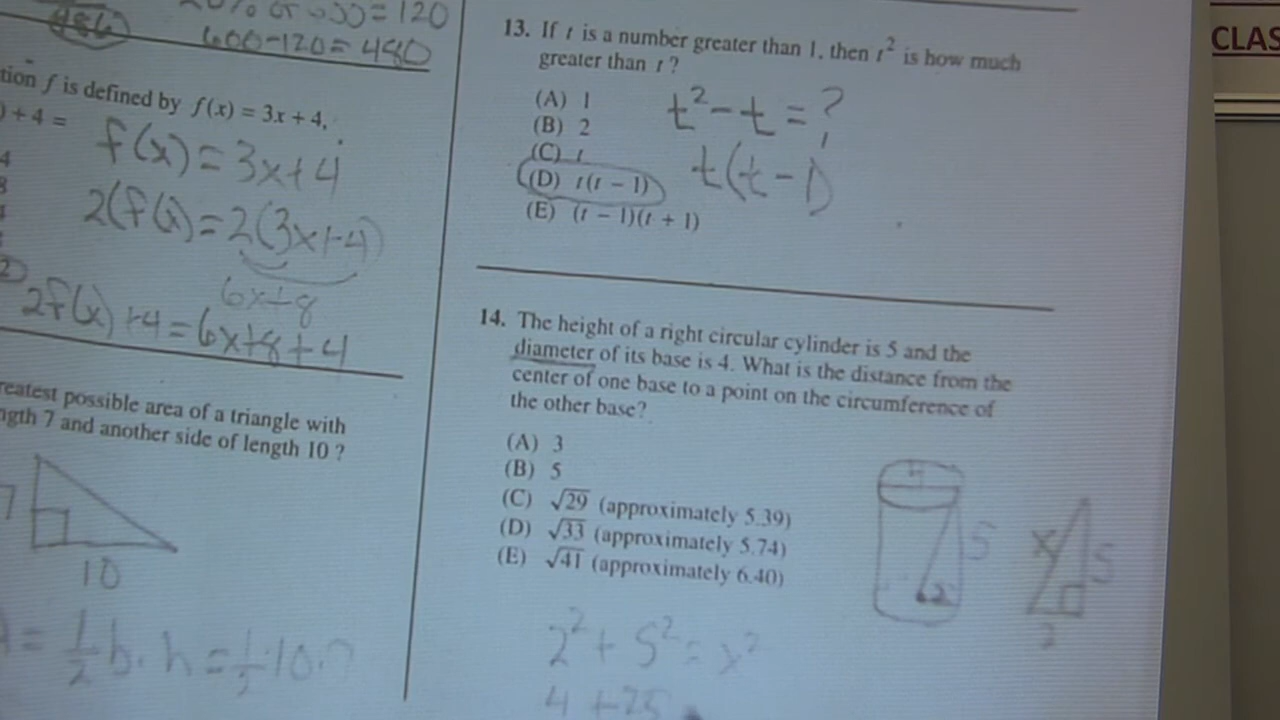 = 120
600-120=480
tion f is defined by f(x) = 3x + 4,
) + 4 =
f(x) = 3x+4
2(f(x)=2(3x+4)
6x+8
2f(x)+4=6x+8+4
reatest possible area of a triangle with
ngth 7 and another side of length 10 ?
7
10
= 1/2 b. h = 1/2 ·10·?
13. If t is a number greater than 1, then t² is how much
greater than t ?
(A) 1
(B) 2
(C) t
(D) t(t − 1)
(E) (t − 1)(t + 1)
t²-t=?
t(t-1)
14. The height of a right circular cylinder is 5 and the
diameter of its base is 4. What is the distance from the
center of one base to a point on the circumference of
the other base?
(A) 3
(B) 5
(C) √29 (approximately 5.39)
(D) √33 (approximately 5.74)
(E) √41 (approximately 6.40)
5
2
x
5
2
2²+5²=x²
4+25
CLAS